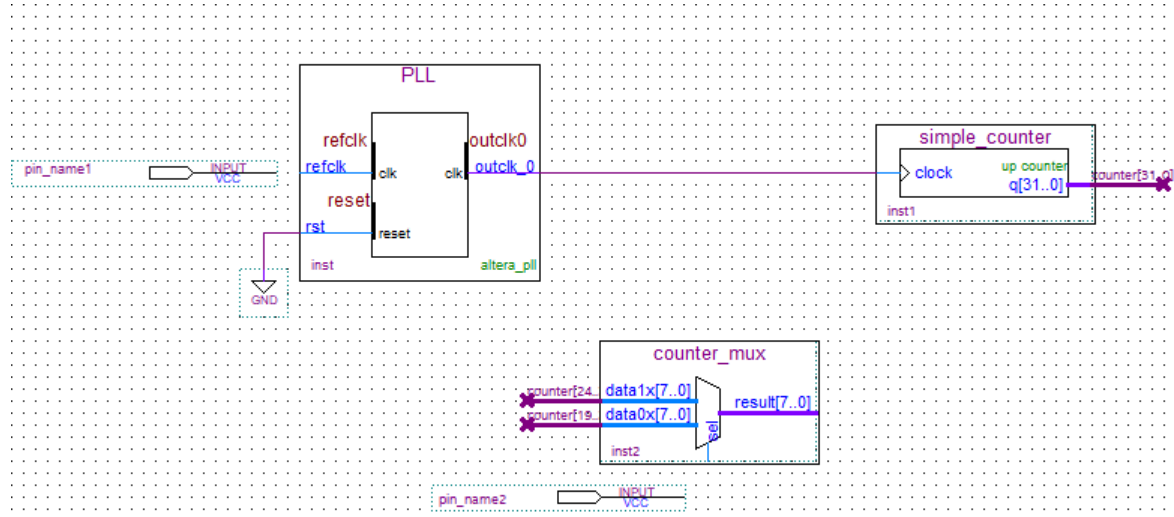 PLL
refclk outclk0
pin_name1 INPUT VCC refclk clk clk outclk_0
reset
rst reset
inst altera_pll
GND
simple_counter
up counter
clock q[31..0] counter[31..0]
inst1
counter_mux
counter[24.. data1x[7..0] result[7..0]
counter[19.. data0x[7..0]
sel
inst2
pin_name2 INPUT VCC